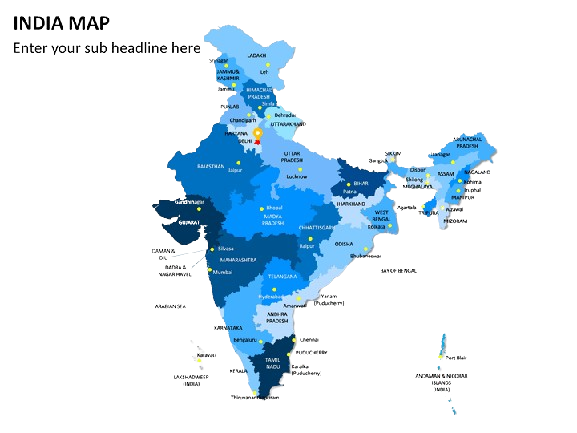 INDIA MAP
Enter your sub headline here
LADAKH
Srinagar
Leh
JAMMU &
KASHMIR
Jammu
HIMACHAL
PRADESH
Shimla
PUNJAB
Chandigarh
Dehradun
UTTARAKHAND
HARYANA
DELHI
RAJASTHAN
Jaipur
UTTAR
PRADESH
Lucknow
SIKKIM
Gangtok
ARUNACHAL
PRADESH
Itanagar
Dispur
ASSAM
NAGALAND
Kohima
Shillong
MEGHALAYA
Imphal
MANIPUR
BIHAR
Patna
JHARKHAND
Agartala
TRIPURA
Aizawl
MIZORAM
WEST
BENGAL
Gandhinagar
GUJARAT
Bhopal
MADHYA
PRADESH
CHHATTISGARH
Raipur
ODISHA
Bhubaneswar
DAMAN &
DIU
Silvassa
DADRA &
NAGAR HAVELI
MAHARASHTRA
Mumbai
BAY OF BENGAL
TELANGANA
Hyderabad
Yanam
(Puducherry)
ARABIAN SEA
ANDHRA
PRADESH
KARNATAKA
Bengaluru
Chennai
PUDUCHERRY
Kavaratti
LAKSHADWEEP
(INDIA)
KERALA
TAMIL
NADU
Karaikal
(Puducherry)
Port Blair
ANDAMAN & NICOBAR
ISLANDS
(INDIA)
Thiruvananthapuram